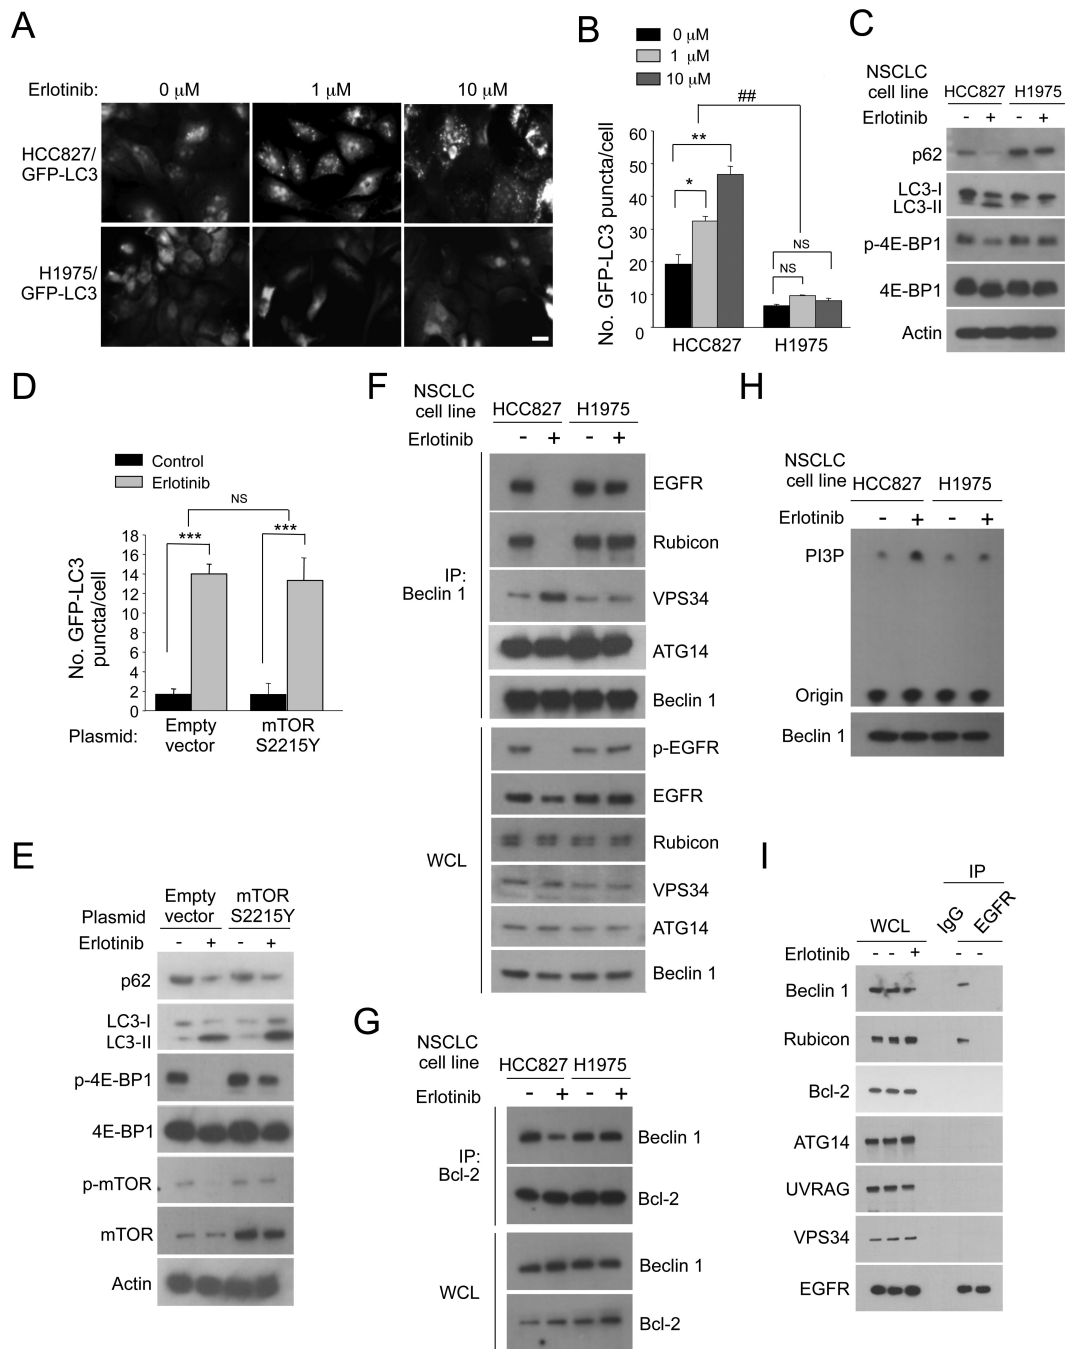 A
Erlotinib: 0 µM 1 µM 10 µM
HCC827/
GFP-LC3
H1975/
GFP-LC3
B
0 µM
1 µM
10 µM
##
**
*
NS
NS
No. GFP-LC3 puncta/cell
60
50
40
30
20
10
0
HCC827 H1975
C
NSCLC
cell line HCC827 H1975
Erlotinib - + - +
p62
LC3-I
LC3-II
p-4E-BP1
4E-BP1
Actin
D
Control
Erlotinib
NS
*** ***
No. GFP-LC3
puncta/cell
18
16
14
12
10
8
6
4
2
0
Plasmid: Empty
vector
mTOR
S2215Y
E
Plasmid Empty
vector
mTOR
S2215Y
Erlotinib - + - +
p62
LC3-I
LC3-II
p-4E-BP1
4E-BP1
p-mTOR
mTOR
Actin
F
NSCLC
cell line HCC827 H1975
Erlotinib - + - +
IP:
Beclin 1
EGFR
Rubicon
VPS34
ATG14
Beclin 1
WCL
p-EGFR
EGFR
Rubicon
VPS34
ATG14
Beclin 1
G
NSCLC
cell line HCC827 H1975
Erlotinib - + - +
IP:
Bcl-2
Beclin 1
Bcl-2
WCL
Beclin 1
Bcl-2
H
NSCLC
cell line HCC827 H1975
Erlotinib - + - +
PI3P
Origin
Beclin 1
I
IP
WCL IgG EGFR
Erlotinib - - + - -
Beclin 1
Rubicon
Bcl-2
ATG14
UVRAG
VPS34
EGFR